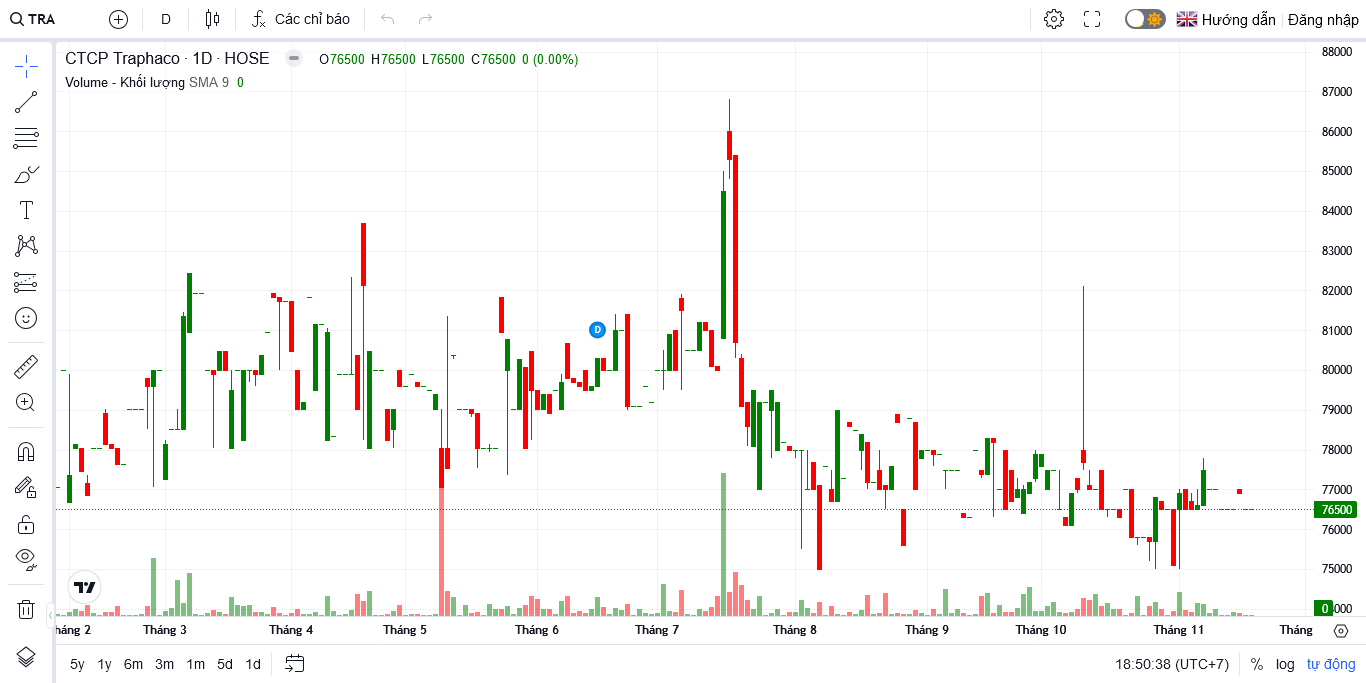 TRA D Các chỉ báo Hướng dẫn Đăng nhập
CTCP Traphaco · 1D · HOSE O76500 H76500 L76500 C76500 0 (0.00%)
Volume - Khối lượng SMA 9 0
88000
87000
86000
85000
84000
83000
82000
81000
D
80000
79000
78000
77000
76500
76000
75000
0
Tháng 3 Tháng 4 Tháng 5 Tháng 6 Tháng 7 Tháng 8 Tháng 9 Tháng 10 Tháng 11 Tháng
5y 1y 6m 3m 1m 5d 1d 18:50:38 (UTC+7) % log tự động